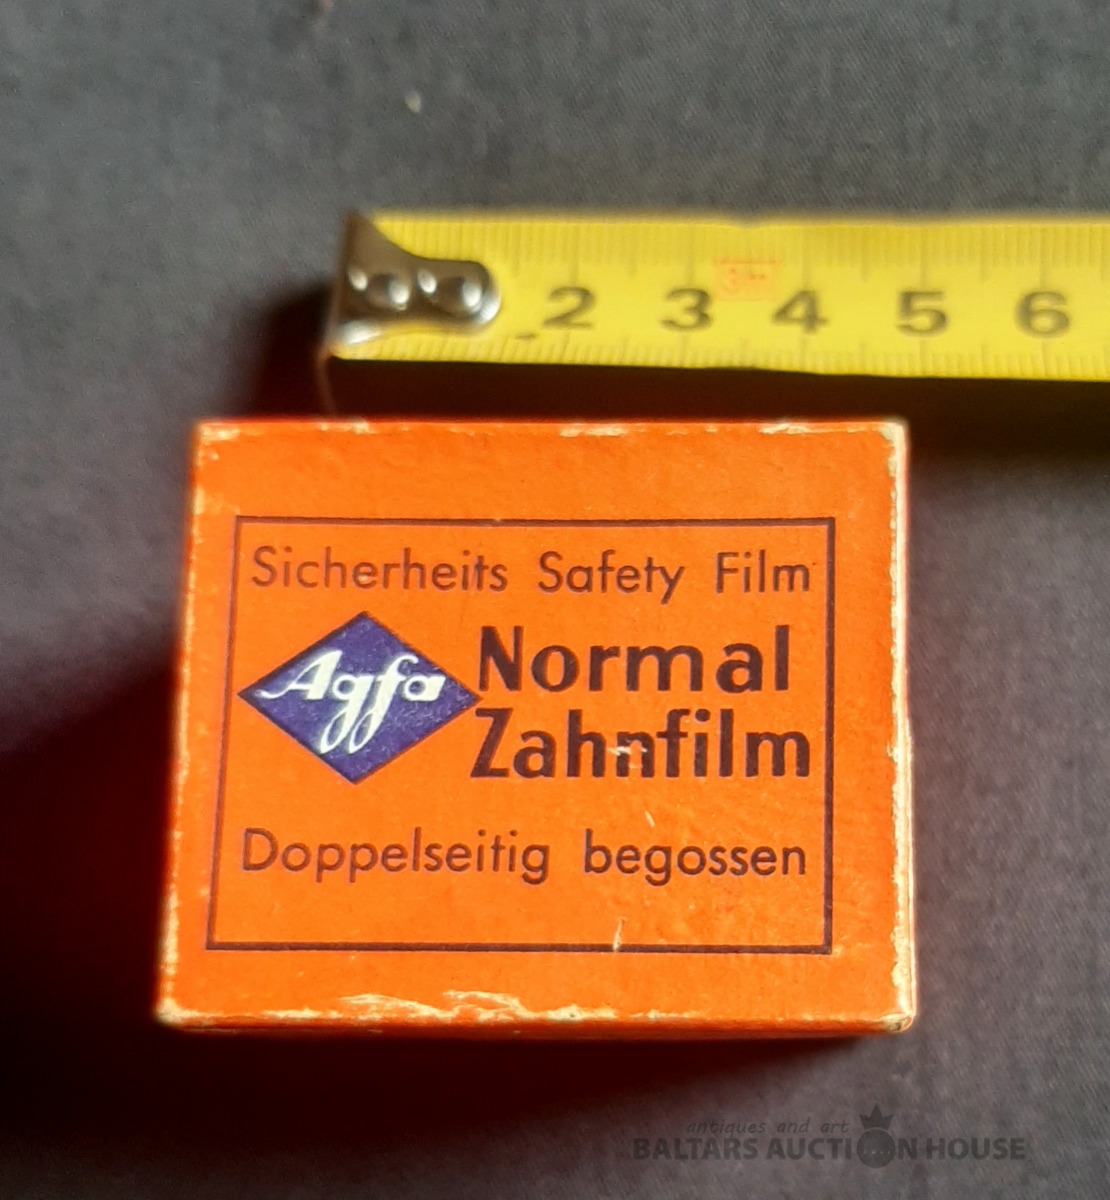 2 3 4 5 6
3m
Sicherheits Safety Film
Agfa
Normal
Zahnfilm
Doppelseitig begossen
antiques and art
BALTARS AUCTION HOUSE